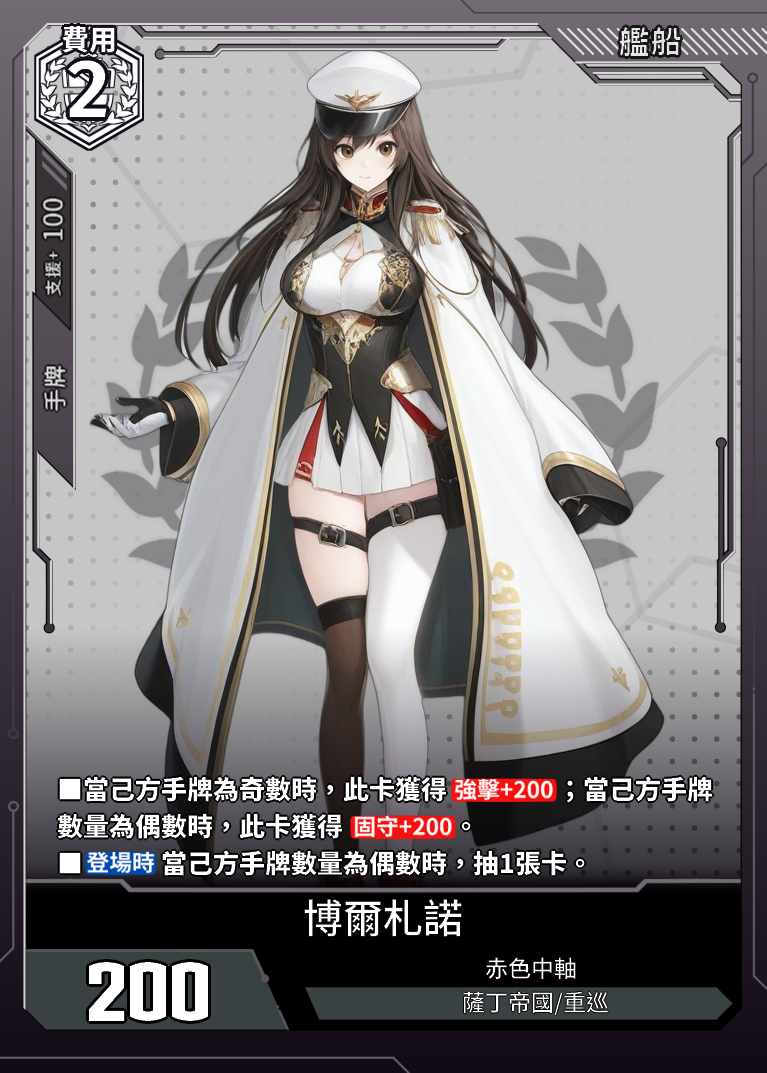 費用
2
艦船
支援+ 100
手牌
■當己方手牌為奇數時，此卡獲得 強擊+200；當己方手牌
數量為偶數時，此卡獲得 固守+200。
■ 登場時 當己方手牌數量為偶數時，抽1張卡。
博爾札諾
200
赤色中軸
薩丁帝國/重巡